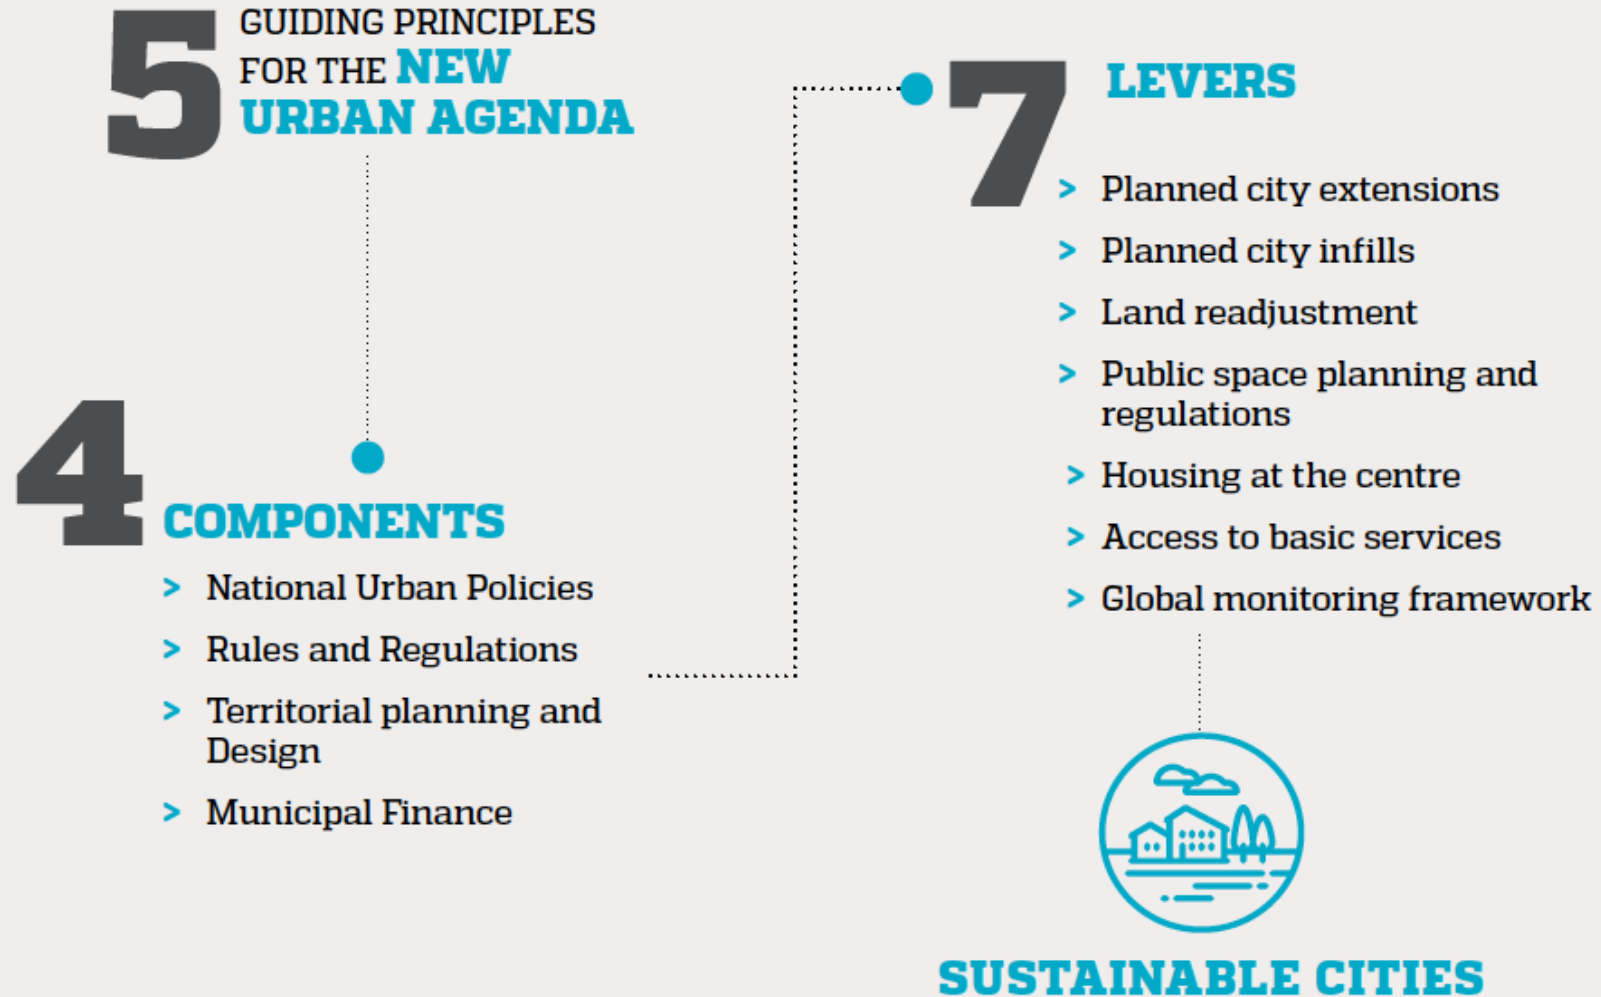 5
GUIDING PRINCIPLES
FOR THE NEW
URBAN AGENDA
4
COMPONENTS
> National Urban Policies
> Rules and Regulations
> Territorial planning and
Design
> Municipal Finance
7
LEVERS
> Planned city extensions
> Planned city infills
> Land readjustment
> Public space planning and
regulations
> Housing at the centre
> Access to basic services
> Global monitoring framework
SUSTAINABLE CITIES